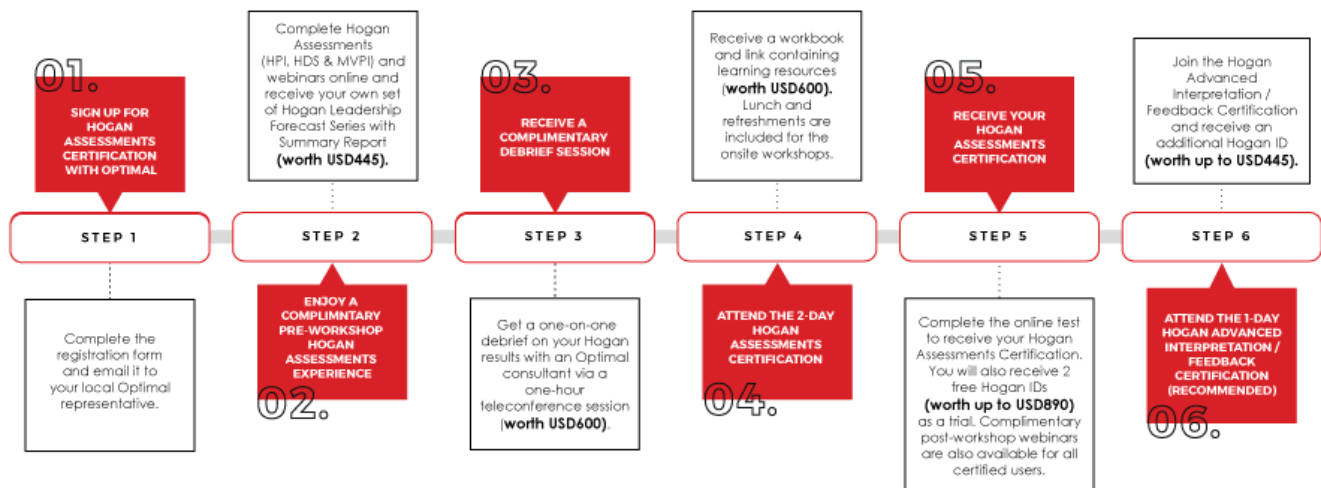 01.
SIGN UP FOR
HOGAN
ASSESSMENTS
CERTIFICATION
WITH OPTIMAL
STEP 1
Complete the
registration form
and email it to
your local Optimal
representative.
Complete Hogan
Assessments
(HPI, HDS & MVPI) and
webinars online and
receive your own set
of Hogan Leadership
Forecast Series with
Summary Report
(worth USD445).
STEP 2
ENJOY A
COMPLIMNTARY
PRE-WORKSHOP
HOGAN
ASSESSMENTS
EXPERIENCE
02.
03.
RECEIVE A
COMPLIMENTARY
DEBRIEF SESSION
STEP 3
Get a one-on-one
debrief on your Hogan
results with an Optimal
consultant via a
one-hour
teleconference session
(worth USD600).
Receive a workbook
and link containing
learning resources
(worth USD600).
Lunch and
refreshments are
included for the
onsite workshops.
STEP 4
ATTEND THE 2-DAY
HOGAN
ASSESSMENTS
CERTIFICATION
04.
05.
RECEIVE YOUR
HOGAN
ASSESSMENTS
CERTIFICATION
STEP 5
Complete the online test
to receive your Hogan
Assessments Certification.
You will also receive 2
free Hogan IDs
(worth up to USD890)
as a trial. Complimentary
post-workshop webinars
are also available for all
certified users.
Join the Hogan
Advanced
Interpretation /
Feedback Certification
and receive an
additional Hogan ID
(worth up to USD445).
STEP 6
ATTEND THE 1-DAY
HOGAN ADVANCED
INTERPRETATION /
FEEDBACK
CERTIFICATION
(RECOMMENDED)
06.